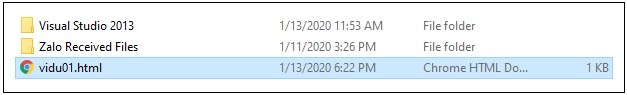 Visual Studio 2013 1/13/2020 11:53 AM File folder
Zalo Received Files 1/11/2020 3:26 PM File folder
vidu01.html 1/13/2020 6:22 PM Chrome HTML Do... 1 KB